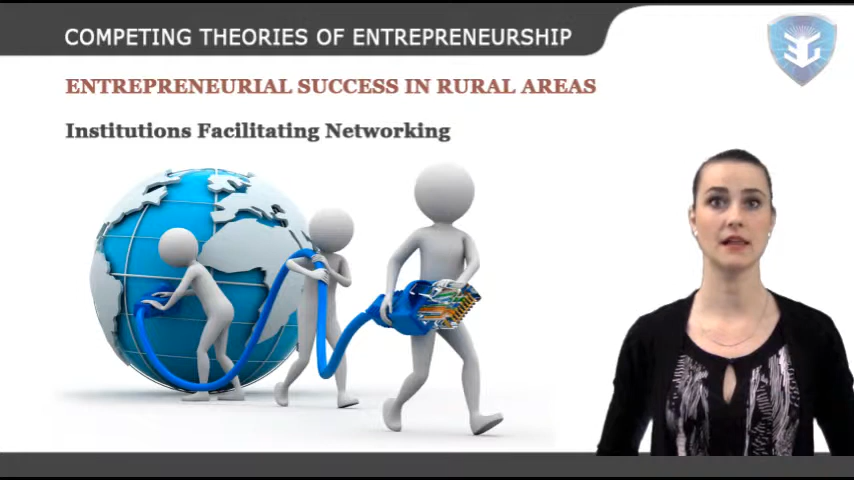 COMPETING THEORIES OF ENTREPRENEURSHIP
ENTREPRENEURIAL SUCCESS IN RURAL AREAS
Institutions Facilitating Networking